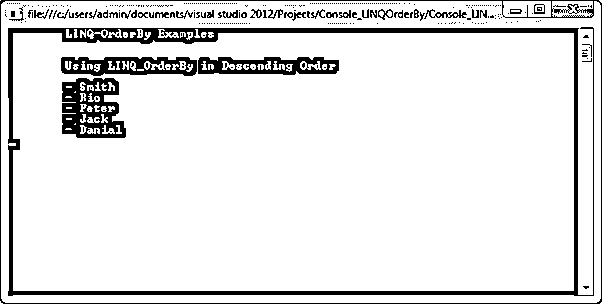 file:///c:/users/admin/documents/visual studio 2012/Projects/Console_LINQOrderBy/Console_LIN...
LINQ-OrderBy Examples
Using LINQ_OrderBy in Descending Order
- Smith
- Rio
- Peter
- Jack
- Danial